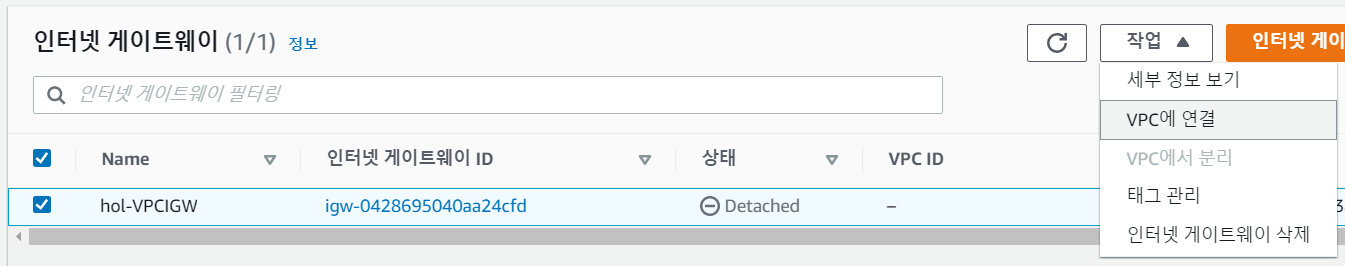 인터넷 게이트웨이 (1/1) 정보
작업 ▲
인터넷 게이
인터넷 게이트웨이 필터링
세부 정보 보기
VPC에 연결
VPC에서 분리
태그 관리
인터넷 게이트웨이 삭제
Name 인터넷 게이트웨이 ID 상태 VPC ID
hol-VPCIGW igw-0428695040aa24cfd Detached – 3